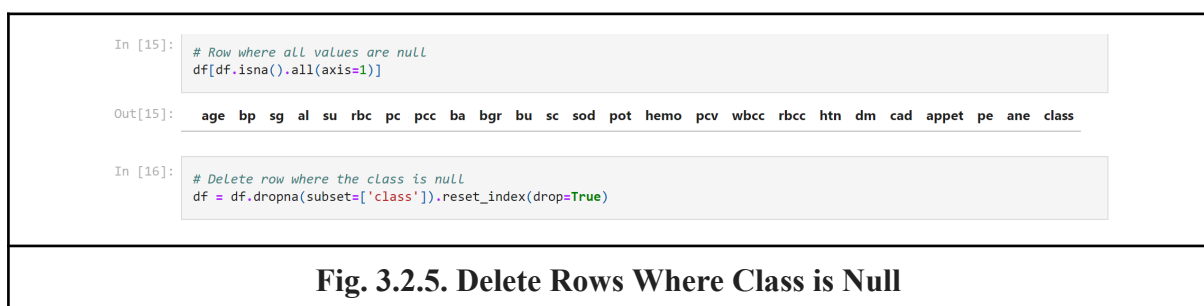 In [15]:
# Row where all values are null
df[df.isna().all(axis=1)]
Out[15]:
age bp sg al su rbc pc pcc ba bgr bu sc sod pot hemo pcv wbcc rbcc htn dm cad appet pe ane class
In [16]:
# Delete row where the class is null
df = df.dropna(subset=['class']).reset_index(drop=True)
Fig. 3.2.5. Delete Rows Where Class is Null